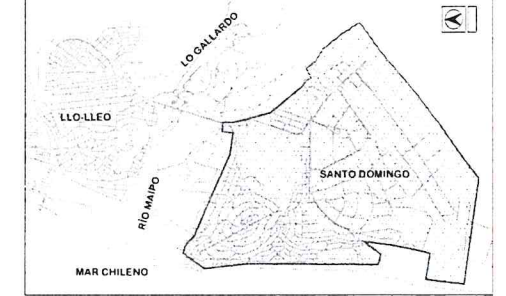 LO GALLARDO
LLO-LLEO
SANTO DOMINGO
RÍO MAIPO
MAR CHILENO